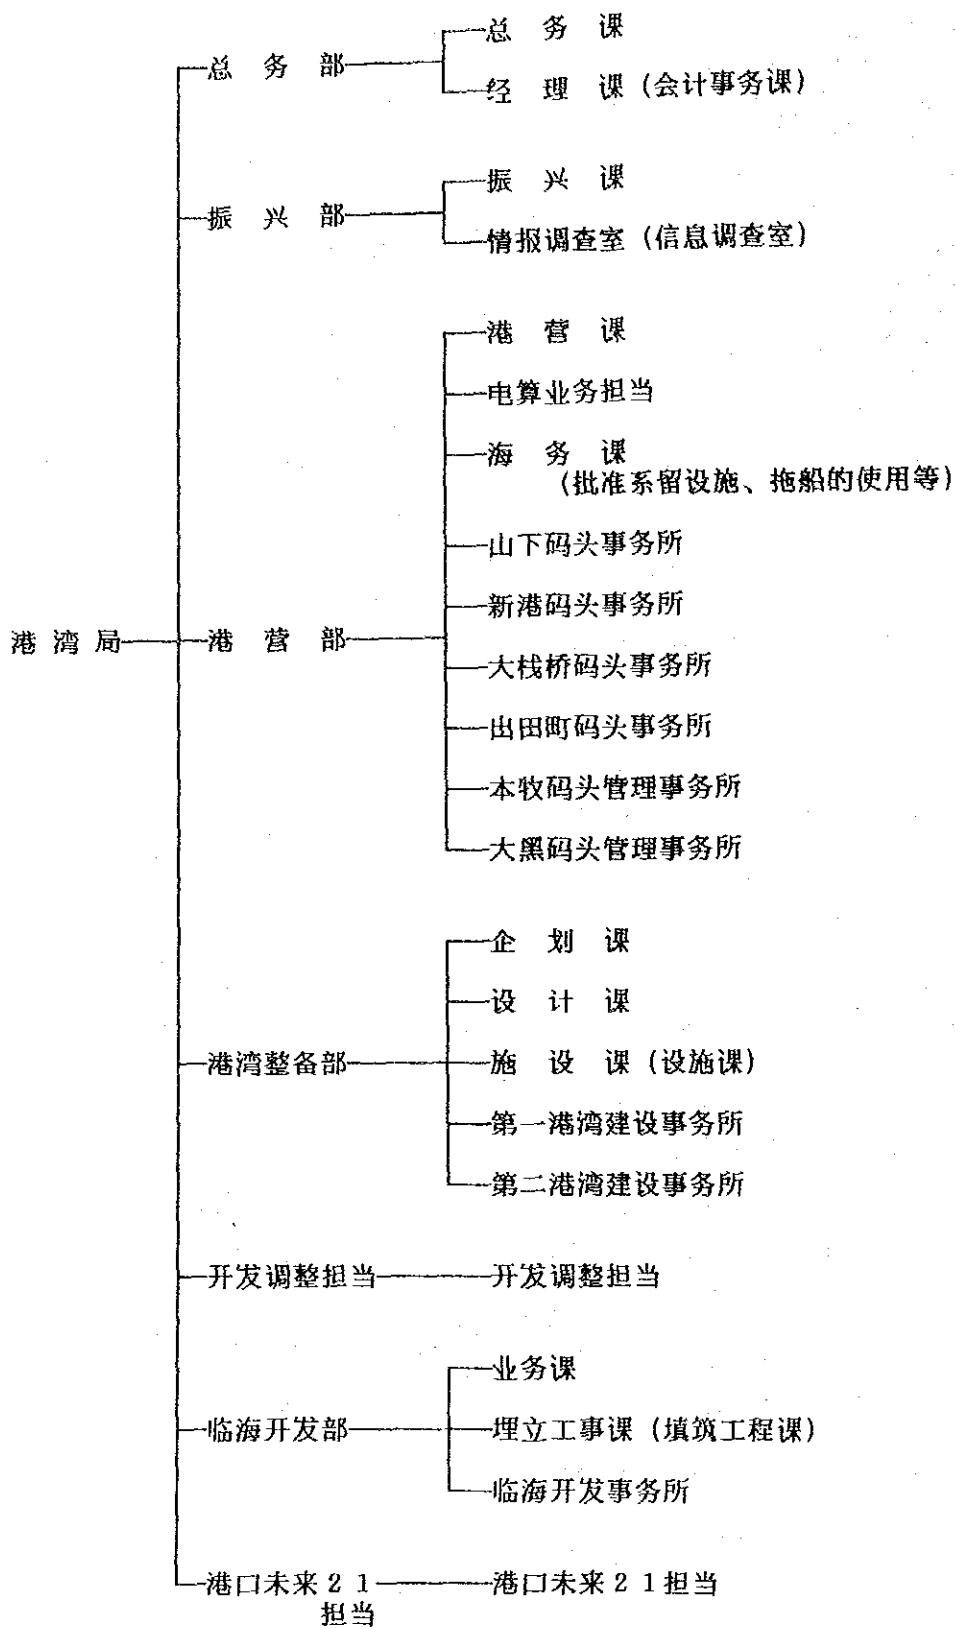 总务课
总务部
经理课（会计事务课）
振兴课
振兴部
情报调查室（信息调查室）
港营课
电算业务担当
海务课
（批准系留设施、拖船的使用等）
山下码头事务所
新港码头事务所
港湾局
港营部
大栈桥码头事务所
出田町码头事务所
本牧码头管理事务所
大黑码头管理事务所
企划课
设计课
港湾整备部
施设课（设施课）
第一港湾建设事务所
第二港湾建设事务所
开发调整担当
开发调整担当
业务课
临海开发部
埋立工事课（填筑工程课）
临海开发事务所
港口未来21
担当
港口未来21担当